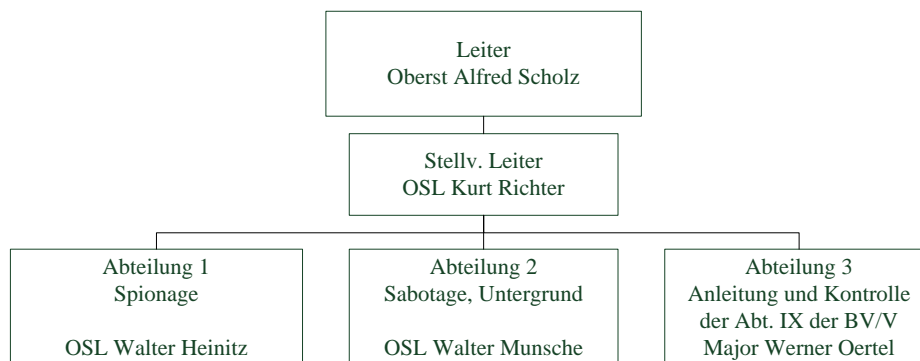 Leiter
Oberst Alfred Scholz
Stellv. Leiter
OSL Kurt Richter
Abteilung 1
Spionage
OSL Walter Heinitz
Abteilung 2
Sabotage, Untergrund
OSL Walter Munsche
Abteilung 3
Anleitung und Kontrolle
der Abt. IX der BV/V
Major Werner Oertel